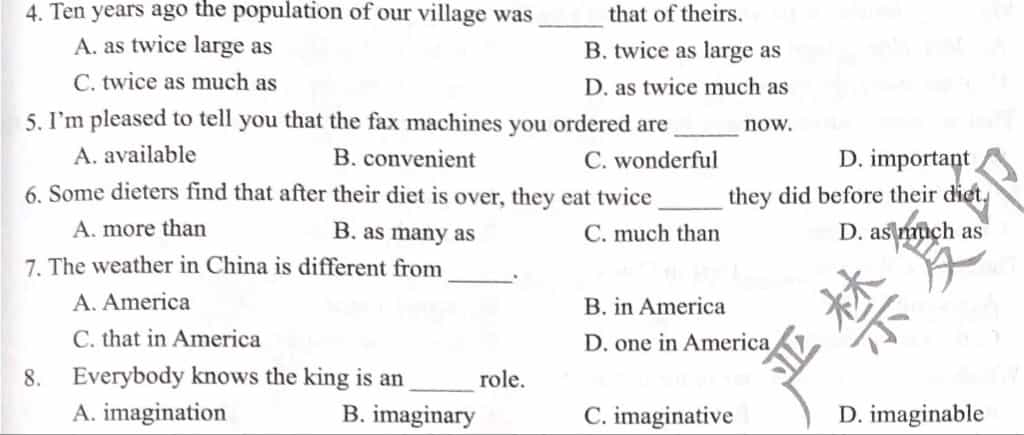 4. Ten years ago the population of our village was ______ that of theirs.
A. as twice large as B. twice as large as
C. twice as much as D. as twice much as
5. I'm pleased to tell you that the fax machines you ordered are ______ now.
A. available B. convenient C. wonderful D. important
6. Some dieters find that after their diet is over, they eat twice ______ they did before their diet.
A. more than B. as many as C. much than D. as much as
7. The weather in China is different from ______.
A. America B. in America
C. that in America D. one in America
8. Everybody knows the king is an ______ role.
A. imagination B. imaginary C. imaginative D. imaginable
严禁复印